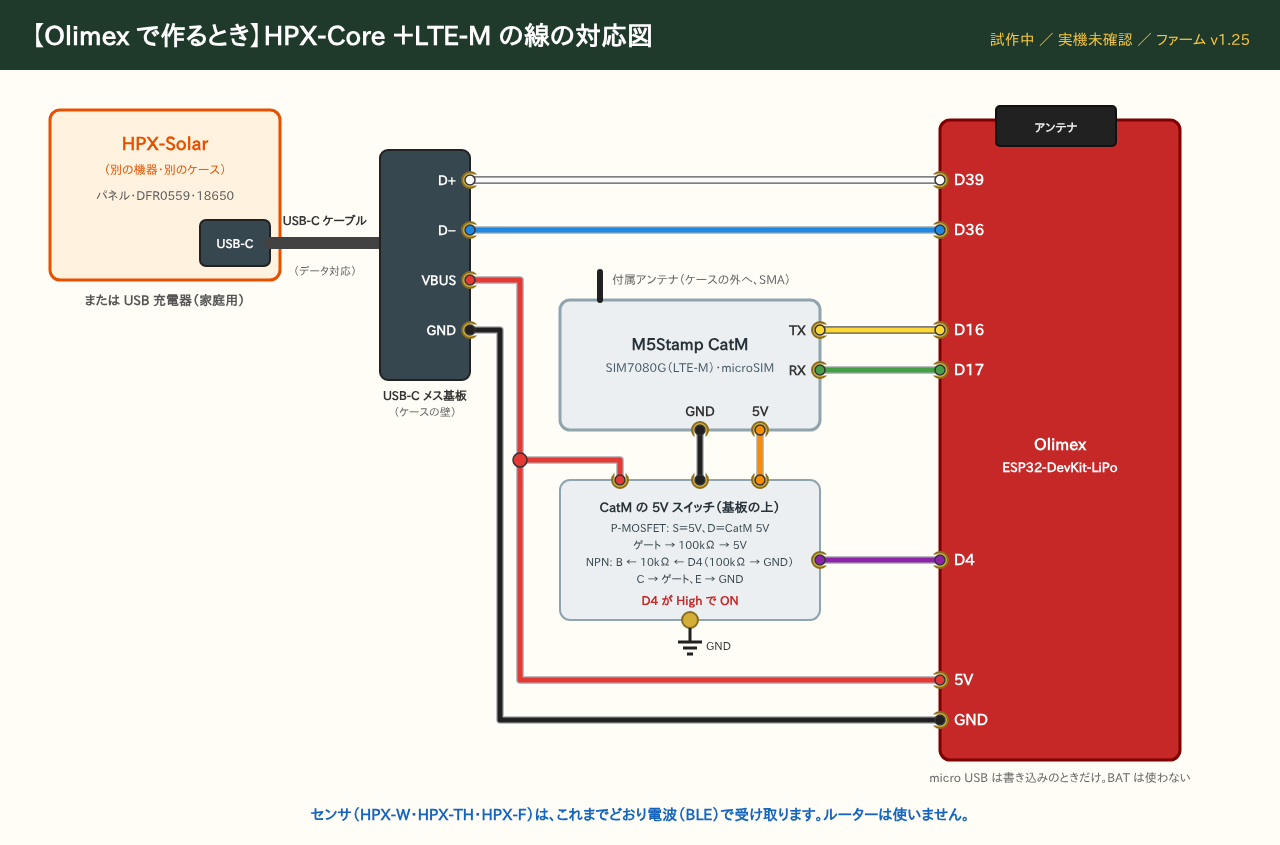 【Olimex で作るとき】HPX-Core ＋LTE-M の線の対応図
試作中 ／ 実機未確認 ／ ファーム v1.25
HPX-Solar
（別の機器・別のケース）
パネル・DFR0559・18650
USB-C
USB-C ケーブル
（データ対応）
または USB 充電器（家庭用）
D+
D−
VBUS
GND
USB-C メス基板
（ケースの壁）
付属アンテナ（ケースの外へ、SMA）
M5Stamp CatM
SIM7080G（LTE-M）・microSIM
TX
RX
GND
5V
CatM の 5V スイッチ（基板の上）
P-MOSFET: S＝5V、D＝CatM 5V
ゲート → 100kΩ → 5V
NPN: B ← 10kΩ ← D4（100kΩ → GND）
C → ゲート、E → GND
D4 が High で ON
GND
アンテナ
D39
D36
D16
D17
Olimex
ESP32-DevKit-LiPo
D4
5V
GND
micro USB は書き込みのときだけ。BAT は使わない
センサ（HPX-W・HPX-TH・HPX-F）は、これまでどおり電波（BLE）で受け取ります。ルーターは使いません。